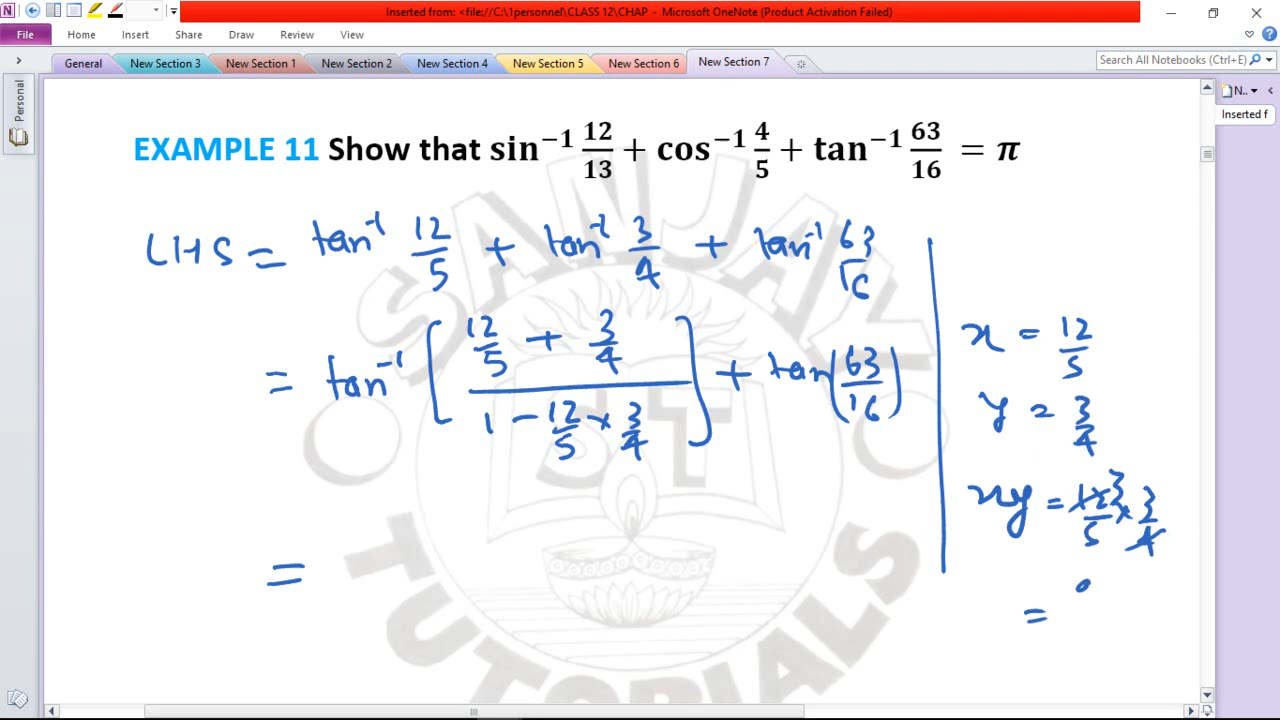 Inserted from: <file://C:\1personnel\CLASS 12\CHAP - Microsoft OneNote (Product Activation Failed)
File Home Insert Share Draw Review View
General New Section 3 New Section 1 New Section 2 New Section 4 New Section 5 New Section 6 New Section 7 Search All Notebooks (Ctrl+E)
Personal
N..
Inserted f
EXAMPLE 11 Show that sin⁻¹ 12/13 + cos⁻¹ 4/5 + tan⁻¹ 63/16 = π
LHS = tan⁻¹ 12/5 + tan⁻¹ 3/4 + tan⁻¹ 63/16
= tan⁻¹ [ (12/5 + 3/4) / (1 - 12/5 × 3/4) ] + tan(63/16)
=
x = 12/5
y = 3/4
xy = 12 3/5 × 3/4
=
SANJAY TUTORIALS
ST